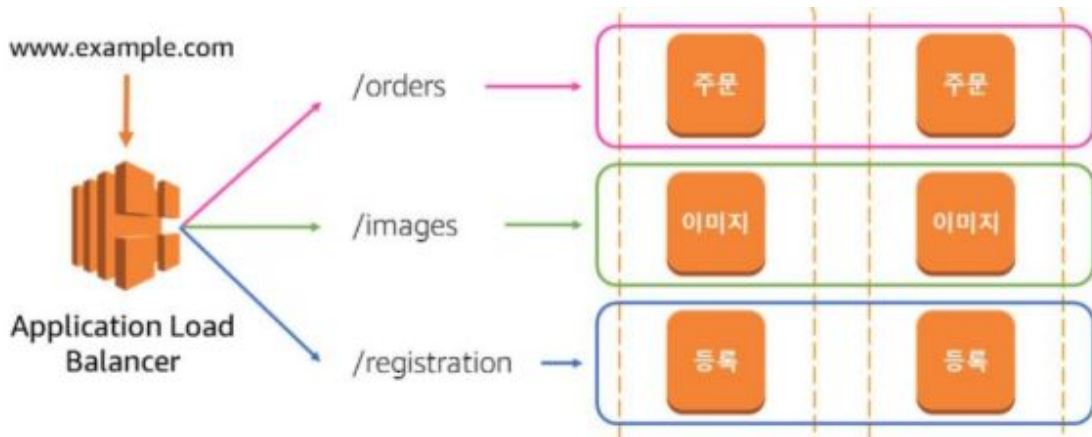 www.example.com
/orders
주문
주문
/images
이미지
이미지
Application Load
Balancer
/registration
등록
등록